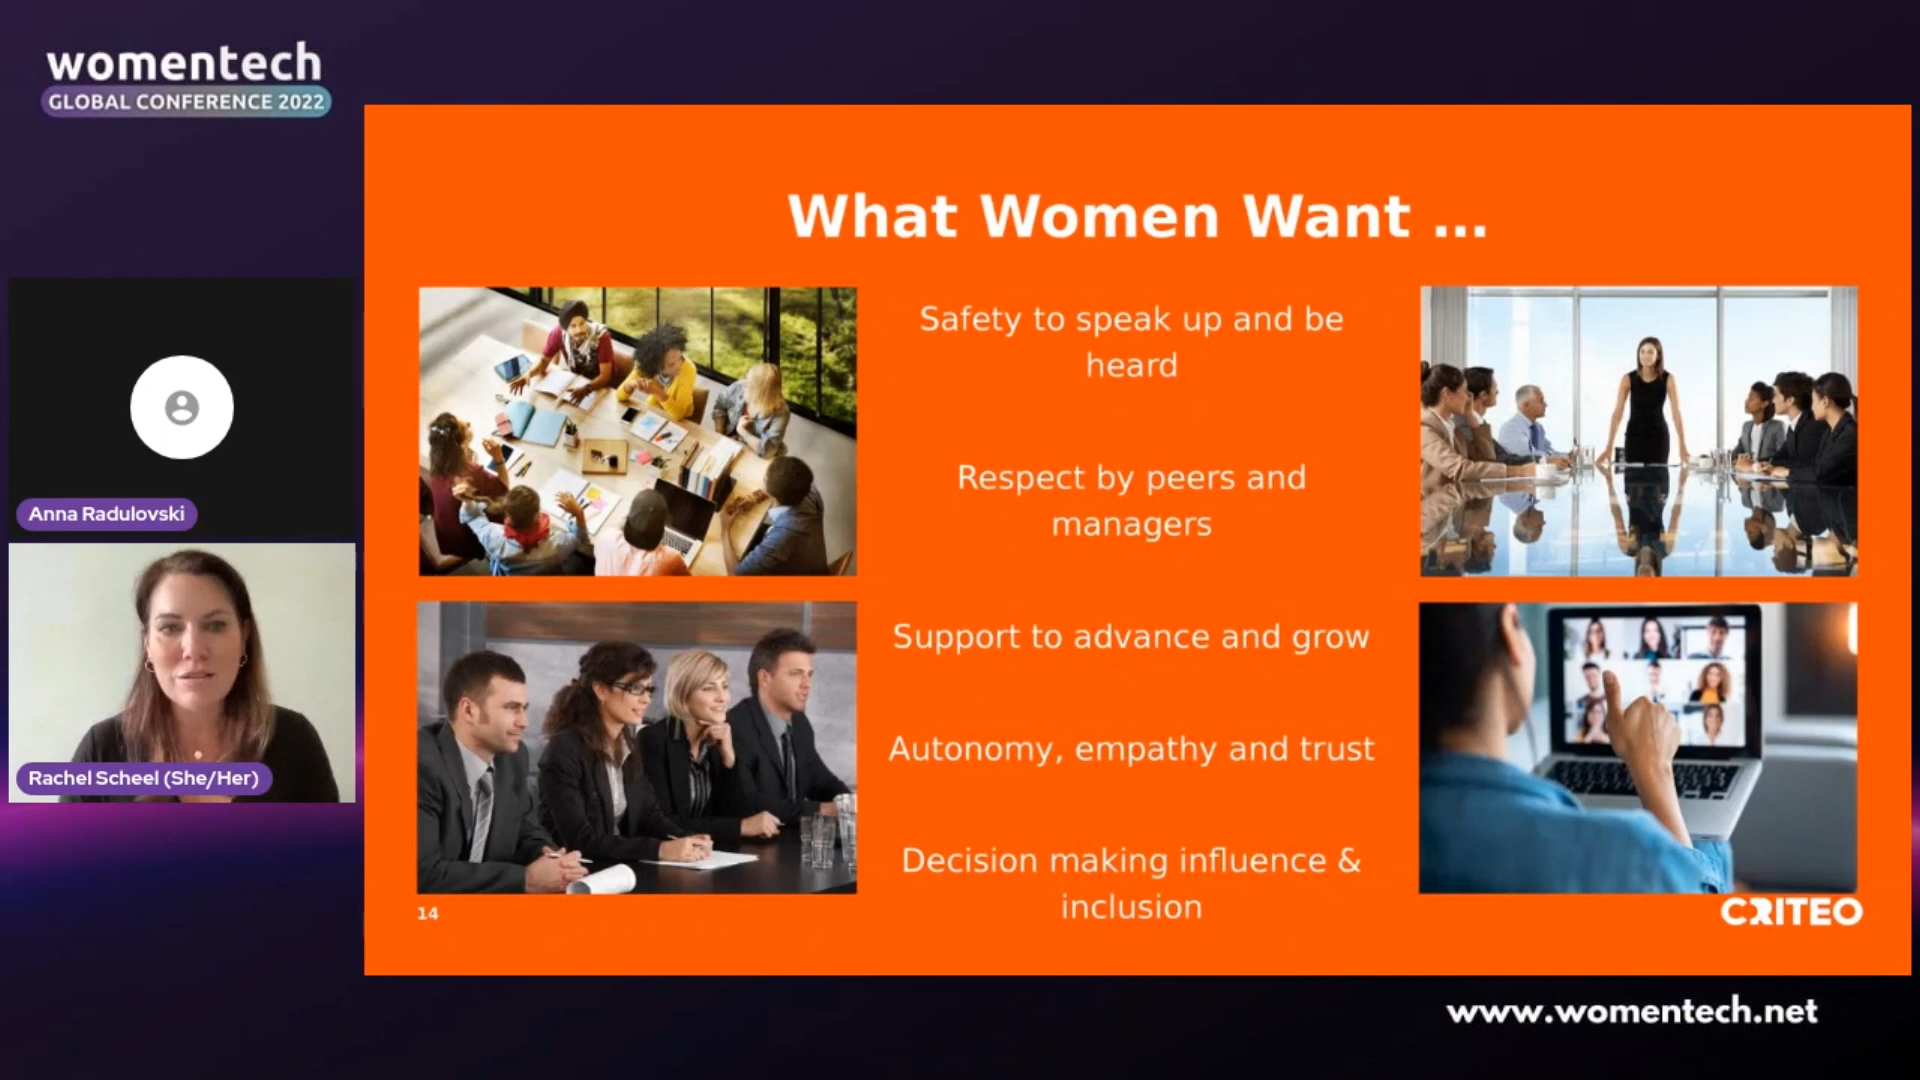 womentech
GLOBAL CONFERENCE 2022
Anna Radulovski
Rachel Scheel (She/Her)
What Women Want ...
Safety to speak up and be
heard
Respect by peers and
managers
Support to advance and grow
Autonomy, empathy and trust
Decision making influence &
inclusion
14
CRITEO
www.womentech.net